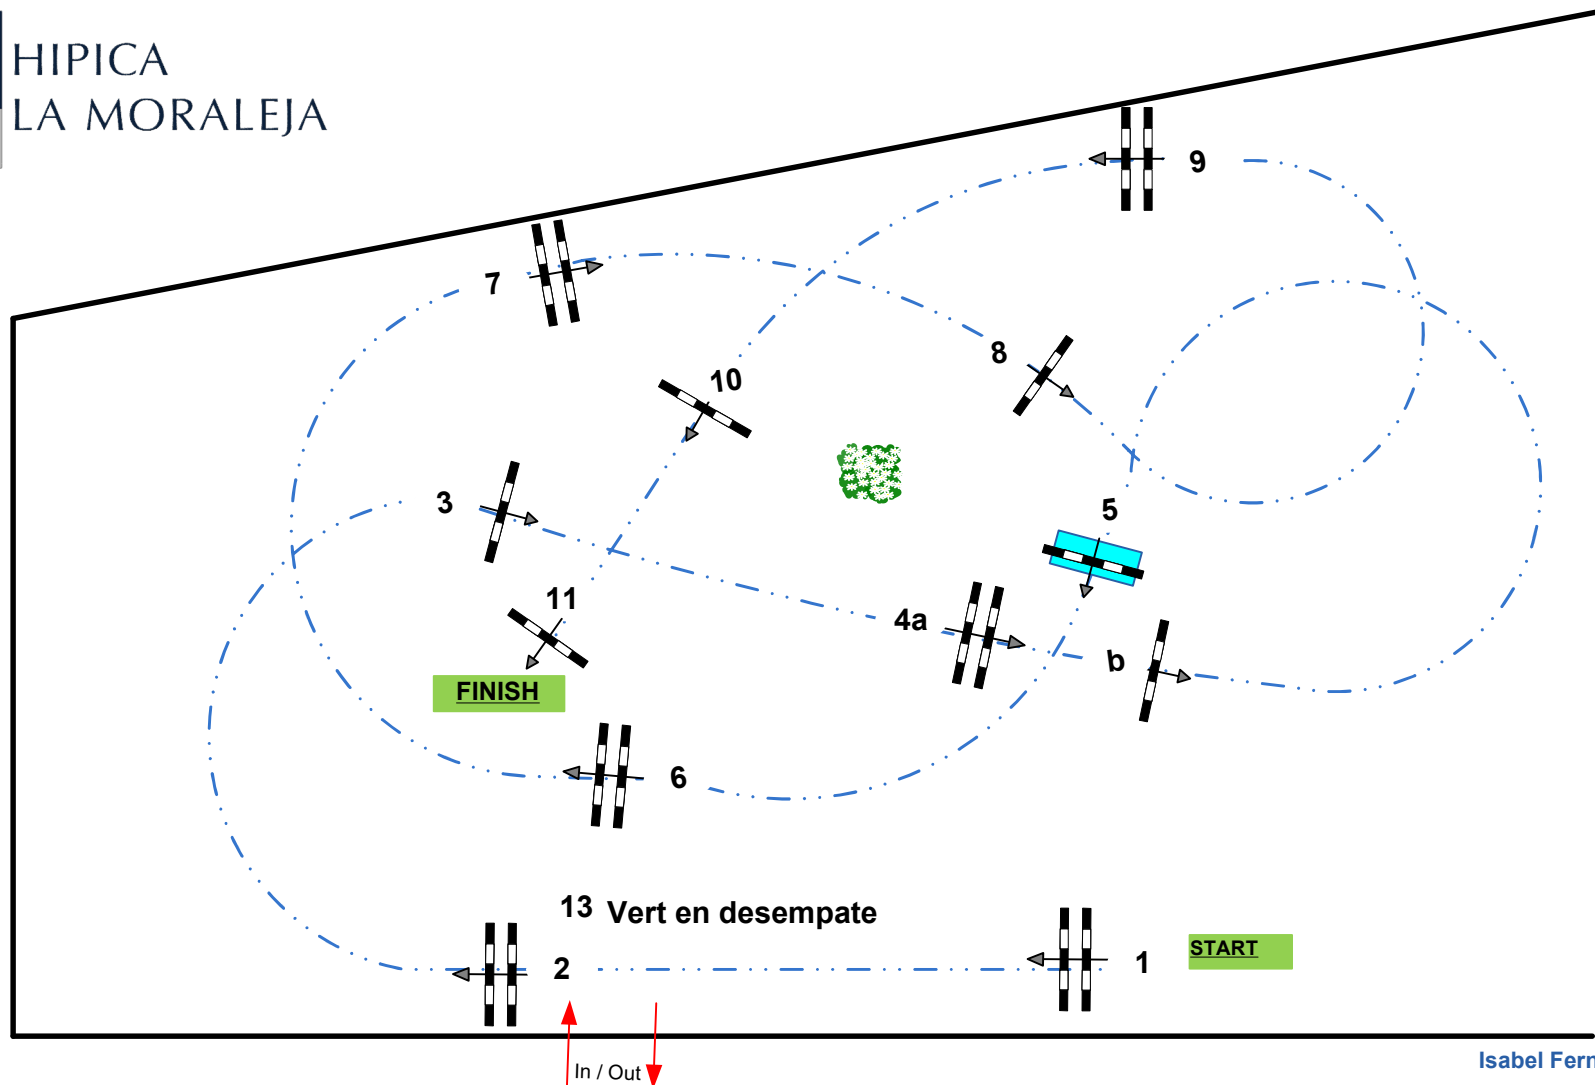 HIPICA
LA MORALEJA
9
7
8
10
3
5
11
4a
b
FINISH
6
13 Vert en desempate
START
2
1
In / Out
Isabel Fern